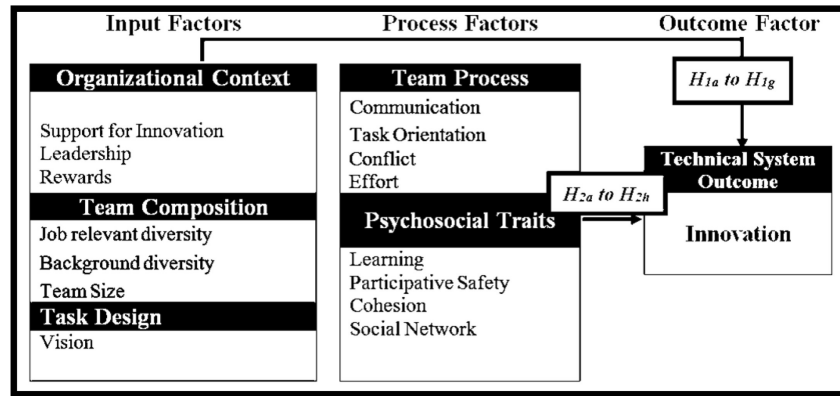 Input Factors
Process Factors
Outcome Factor
Organizational Context
Support for Innovation
Leadership
Rewards
Team Composition
Job relevant diversity
Background diversity
Team Size
Task Design
Vision
Team Process
Communication
Task Orientation
Conflict
Effort
Psychosocial Traits
Learning
Participative Safety
Cohesion
Social Network
H1a to H1g
H2a to H2h
Technical System
Outcome
Innovation